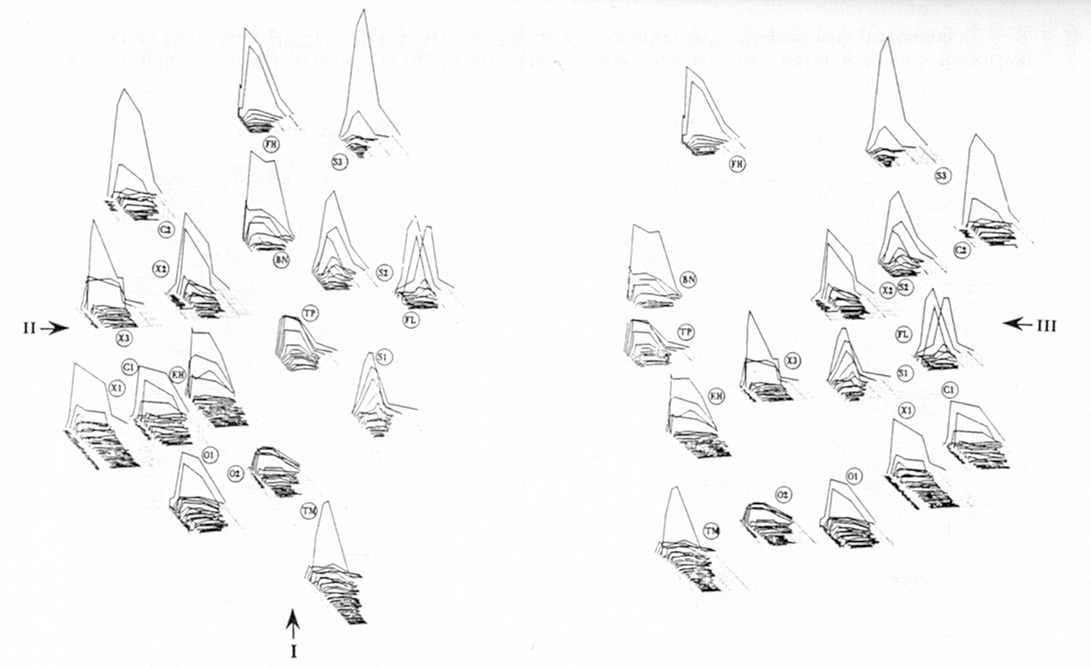 FH
S3
C2
BN
X2
S2
FL
TP
II
X3
S1
C1
EH
X1
O1
O2
TM
I
FH
S3
C2
BN
X2
S2
III
FL
TP
X3
S1
EH
C1
X1
O1
O2
TM